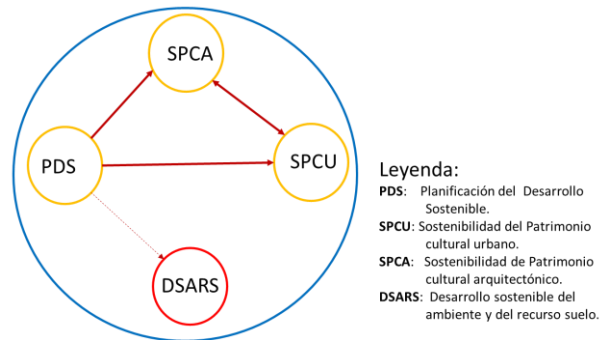 SPCA
PDS
SPCU
DSARS
Leyenda:
PDS: Planificación del Desarrollo
Sostenible.
SPCU: Sostenibilidad del Patrimonio
cultural urbano.
SPCA: Sostenibilidad de Patrimonio
cultural arquitectónico.
DSARS: Desarrollo sostenible del
ambiente y del recurso suelo.